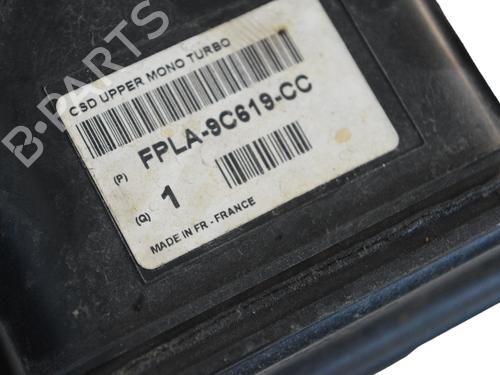 CSD UPPER MONO TURBO
(P) FPLA-9C619-CC
(Q) 1
MADE IN FR - FRANCE
B-PARTS